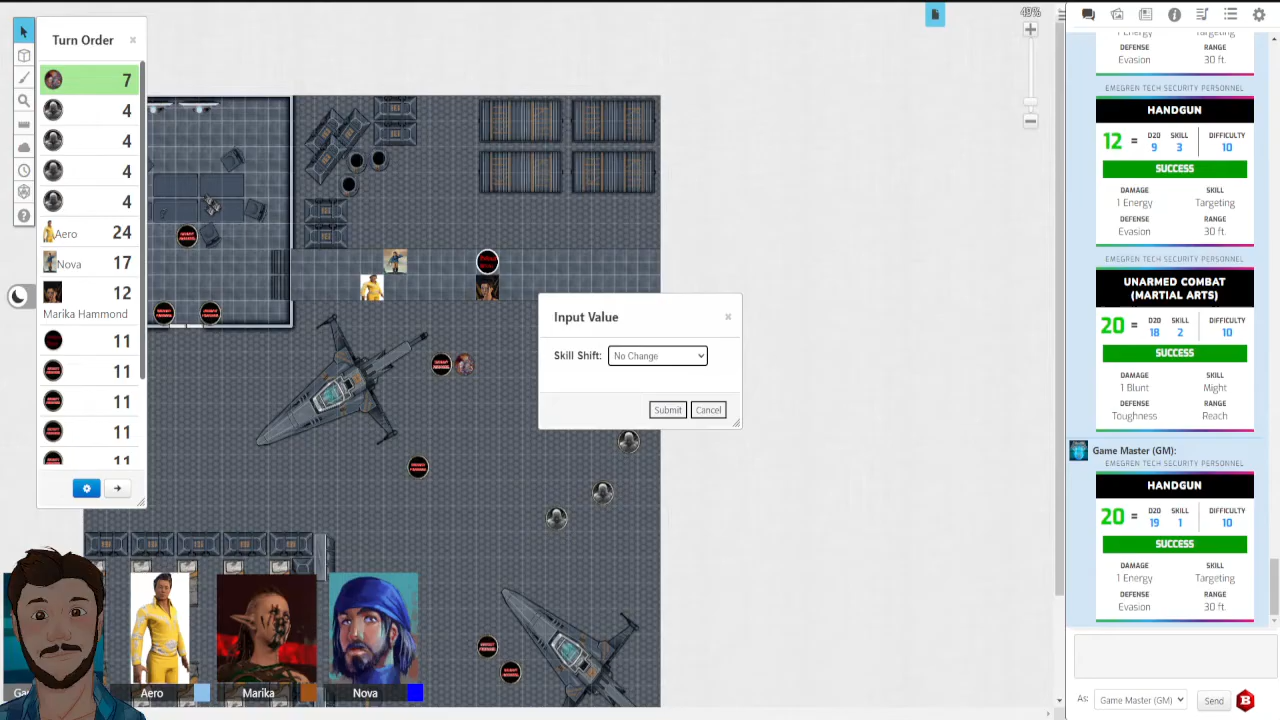 Turn Order
7
4
4
4
4
Aero 24
Nova 17
12
Marika Hammond
11
11
11
11
11
Input Value
Skill Shift: No Change
Submit Cancel
Aero
Marika
Nova
RANGE
DEFENSE
Evasion 30 ft.
EMEGREN TECH SECURITY PERSONNEL
HANDGUN
12 = D20 9 SKILL 3 DIFFICULTY 10
SUCCESS
DAMAGE SKILL
1 Energy Targeting
DEFENSE RANGE
Evasion 30 ft.
EMEGREN TECH SECURITY PERSONNEL
UNARMED COMBAT
(MARTIAL ARTS)
20 = D20 18 SKILL 2 DIFFICULTY 10
SUCCESS
DAMAGE SKILL
1 Blunt Might
DEFENSE RANGE
Toughness Reach
Game Master (GM):
EMEGREN TECH SECURITY PERSONNEL
HANDGUN
20 = D20 19 SKILL 1 DIFFICULTY 10
SUCCESS
DAMAGE SKILL
1 Energy Targeting
DEFENSE RANGE
Evasion 30 ft.
As: Game Master (GM) Send